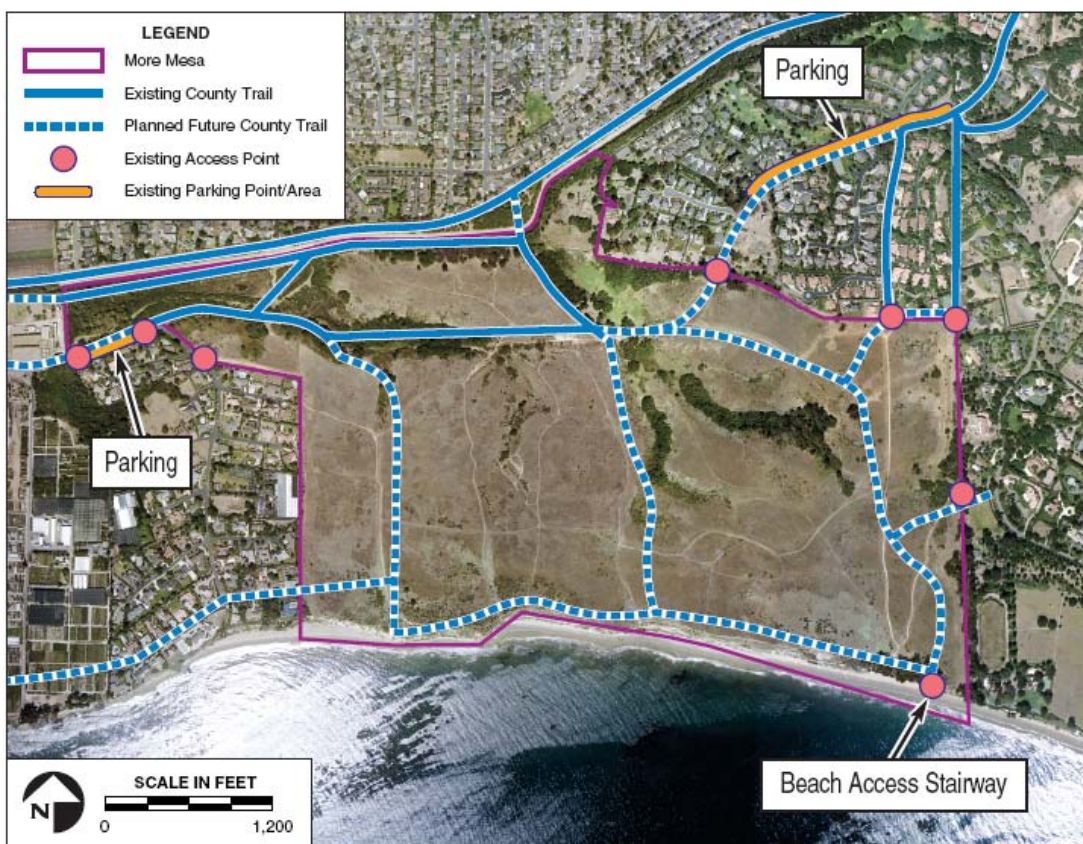 LEGEND
More Mesa
Existing County Trail
Planned Future County Trail
Existing Access Point
Existing Parking Point/Area
Parking
Parking
Beach Access Stairway
N
SCALE IN FEET
0 1,200